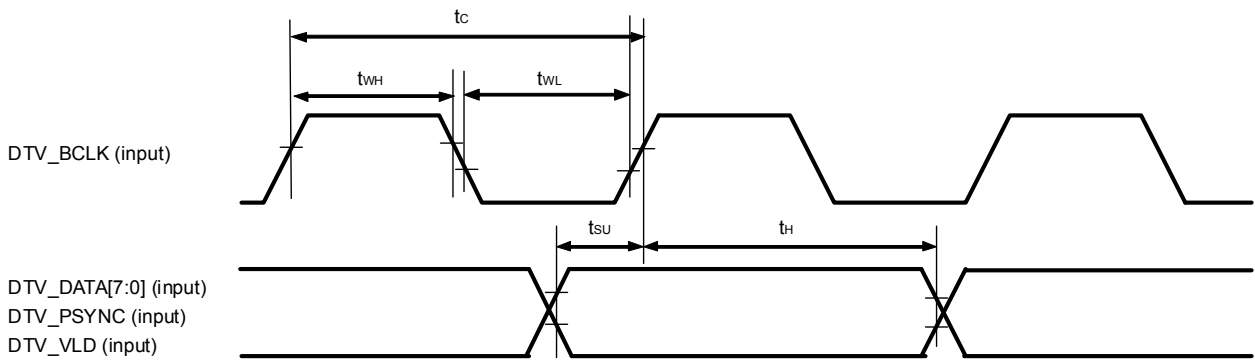 tC
tWH
tWL
DTV_BCLK (input)
tSU
tH
DTV_DATA[7:0] (input)
DTV_PSYNC (input)
DTV_VLD (input)